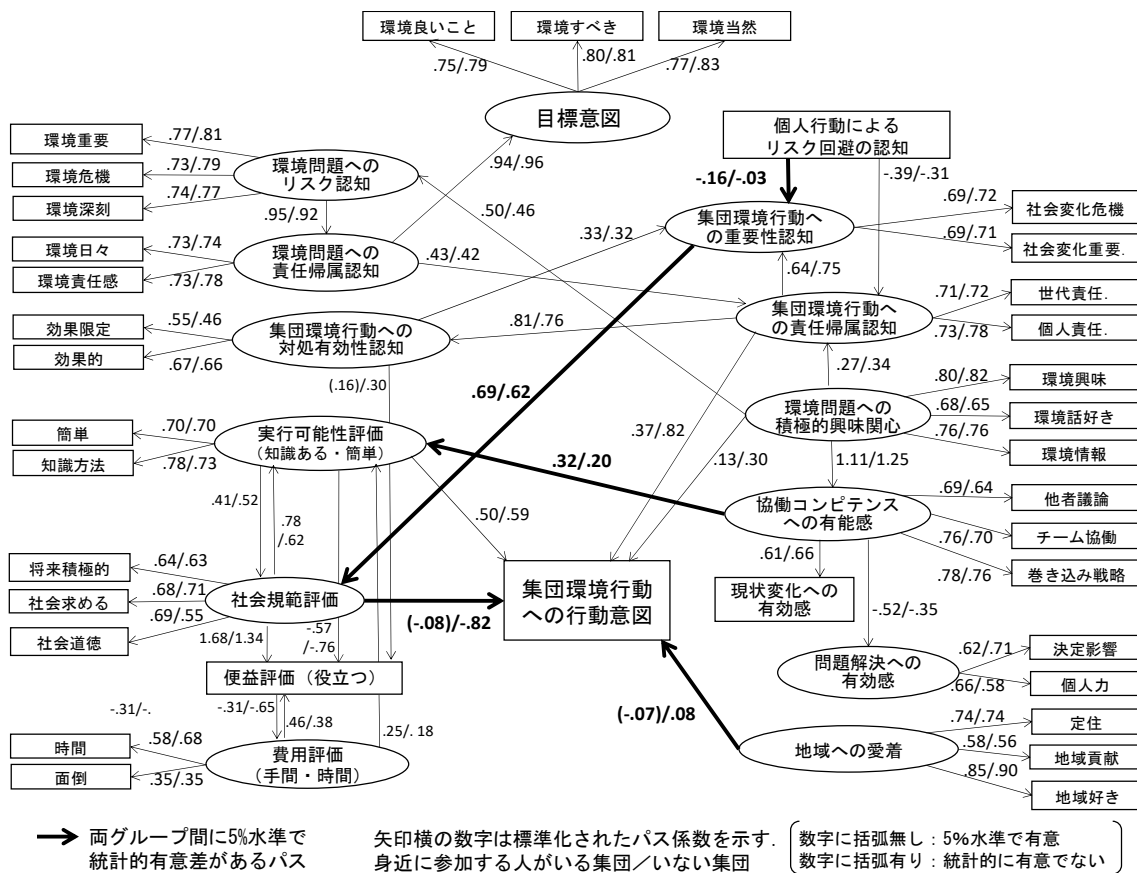 環境良いこと
環境すべき
環境当然
.75/.79
.80/.81
.77/.83
目標意図
個人行動による
リスク回避の認知
環境重要
環境危機
環境深刻
.77/.81
.73/.79
.74/.77
環境問題への
リスク認知
.94/.96
-.16/-.03
-.39/-.31
.95/.92
.50/.46
集団環境行動へ
の重要性認知
.69/.72
.69/.71
社会変化危機
社会変化重要.
環境日々
環境責任感
.73/.74
.73/.78
環境問題への
責任帰属認知
.33/.32
.43/.42
.64/.75
集団環境行動へ
の責任帰属認知
.71/.72
.73/.78
世代責任.
個人責任.
効果限定
効果的
.55/.46
.67/.66
集団環境行動への
対処有効性認知
.81/.76
(.16)/.30
.69/.62
.27/.34
.37/.82
.13/.30
環境問題への
積極的興味関心
.80/.82
.68/.65
.76/.76
環境興味
環境話好き
環境情報
簡単
知識方法
.70/.70
.78/.73
実行可能性評価
(知識ある・簡単)
.32/.20
1.11/1.25
.41/.52
.78
/.62
.50/.59
協働コンピテンス
への有能感
.69/.64
.76/.70
.78/.76
他者議論
チーム協働
巻き込み戦略
.61/.66
-.52/-.35
現状変化への
有効感
将来積極的
社会求める
社会道徳
.64/.63
.68/.71
.69/.55
社会規範評価
(-.08)/-.82
集団環境行動
への行動意図
1.68/1.34
-.57
/-.76
問題解決への
有効感
.62/.71
.66/.58
決定影響
個人力
便益評価（役立つ）
-.31/-.
-.31/-.65
.46/.38
.25/. 18
(-.07)/.08
時間
面倒
.58/.68
.35/.35
費用評価
(手間・時間)
地域への愛着
.74/.74
.58/.56
.85/.90
定住
地域貢献
地域好き
両グループ間に5%水準で
統計的有意差があるパス
矢印横の数字は標準化されたパス係数を示す.
身近に参加する人がいる集団／いない集団
数字に括弧無し：5%水準で有意
数字に括弧有り：統計的に有意でない